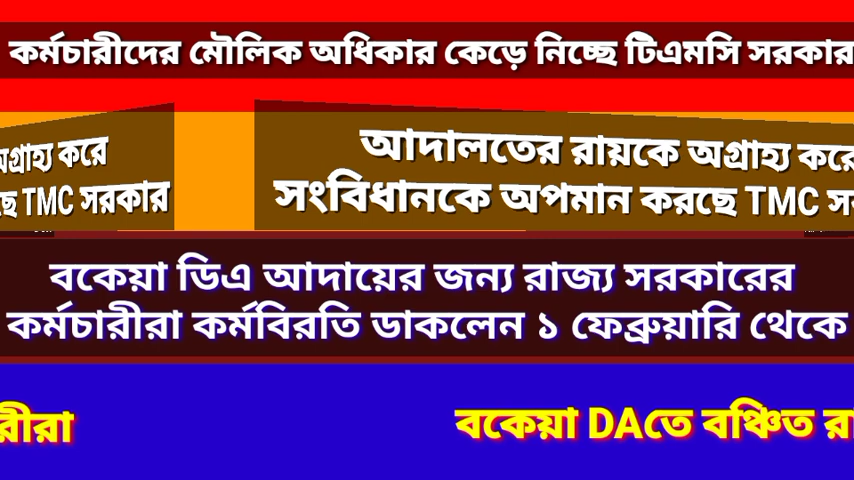 কর্মচারীদের মৌলিক অধিকার কেড়ে নিচ্ছে টিএমসি সরকার
অগ্রাহ্য করে
TMC সরকার
আদালতের রায়কে অগ্রাহ্য করে
সংবিধানকে অপমান করছে TMC
বকেয়া ডিএ আদায়ের জন্য রাজ্য সরকারের
কর্মচারীরা কর্মবিরতি ডাকলেন ১ ফেব্রুয়ারি থেকে
বকেয়া DAতে বঞ্চিত